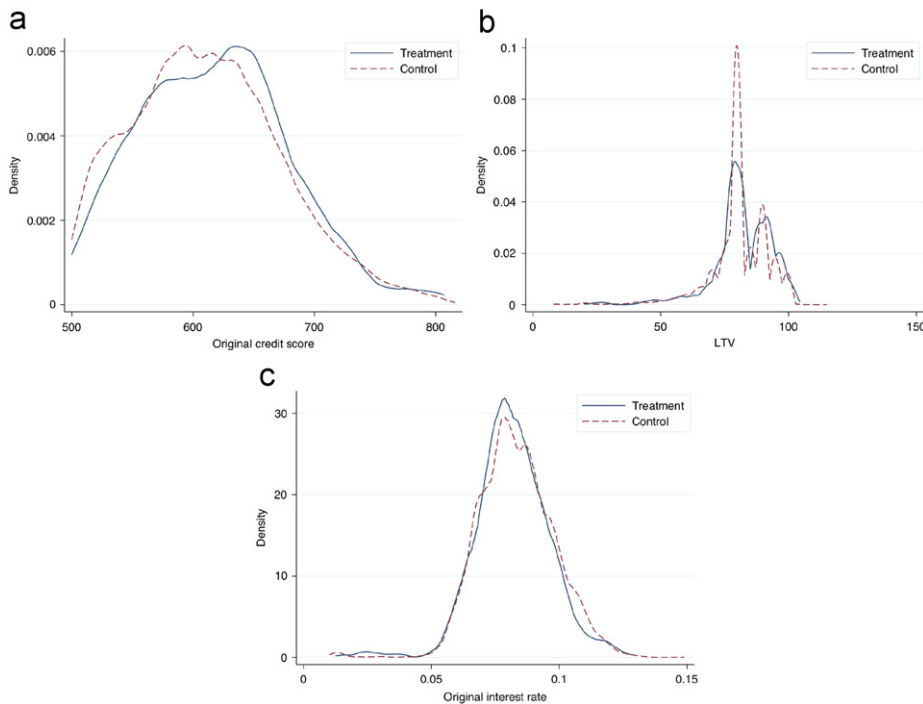 a
Treatment
Control
0.006
0.004
0.002
0
Density
500
600
700
800
Original credit score
b
Treatment
Control
0.1
0.08
0.06
0.04
0.02
0
Density
0
50
100
150
LTV
c
Treatment
Control
30
20
10
0
Density
0
0.05
0.1
0.15
Original interest rate